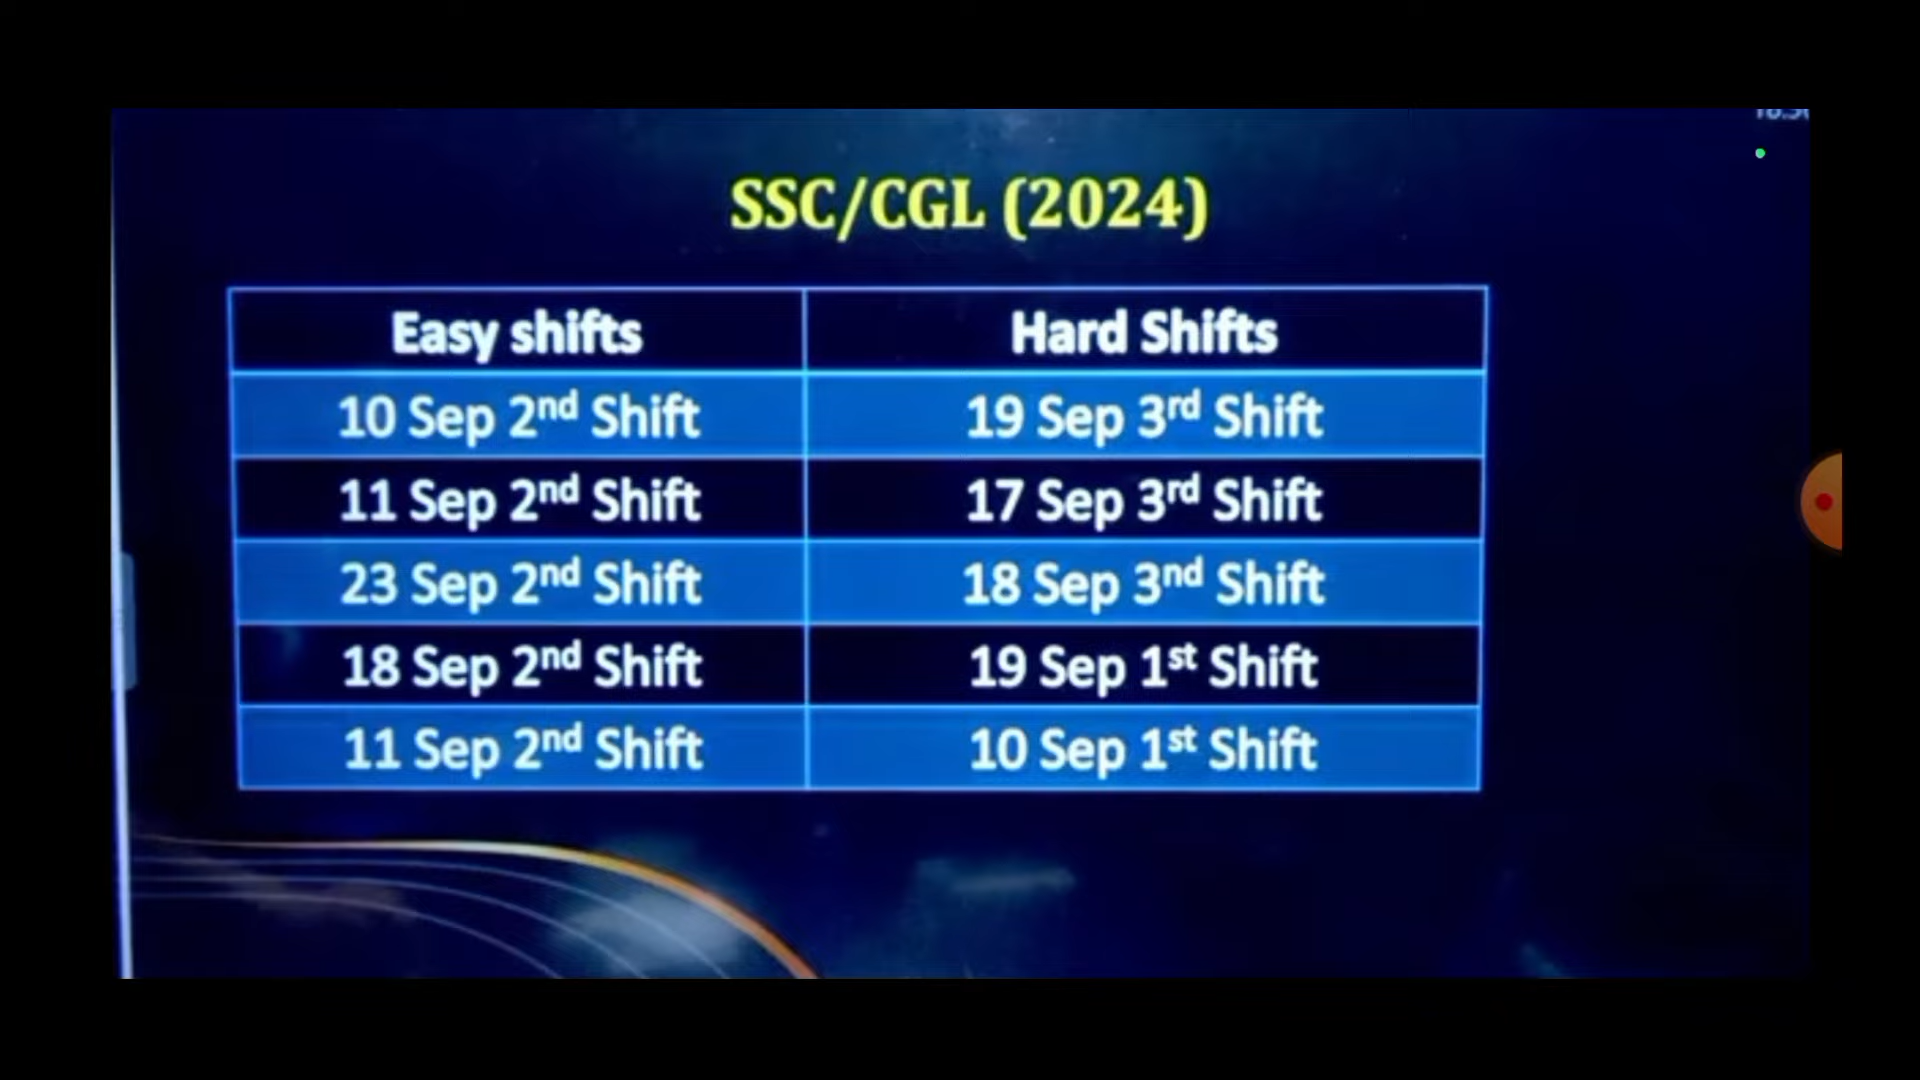 SSC/CGL (2024)
Easy shifts Hard Shifts
10 Sep 2nd Shift 19 Sep 3rd Shift
11 Sep 2nd Shift 17 Sep 3rd Shift
23 Sep 2nd Shift 18 Sep 3nd Shift
18 Sep 2nd Shift 19 Sep 1st Shift
11 Sep 2nd Shift 10 Sep 1st Shift